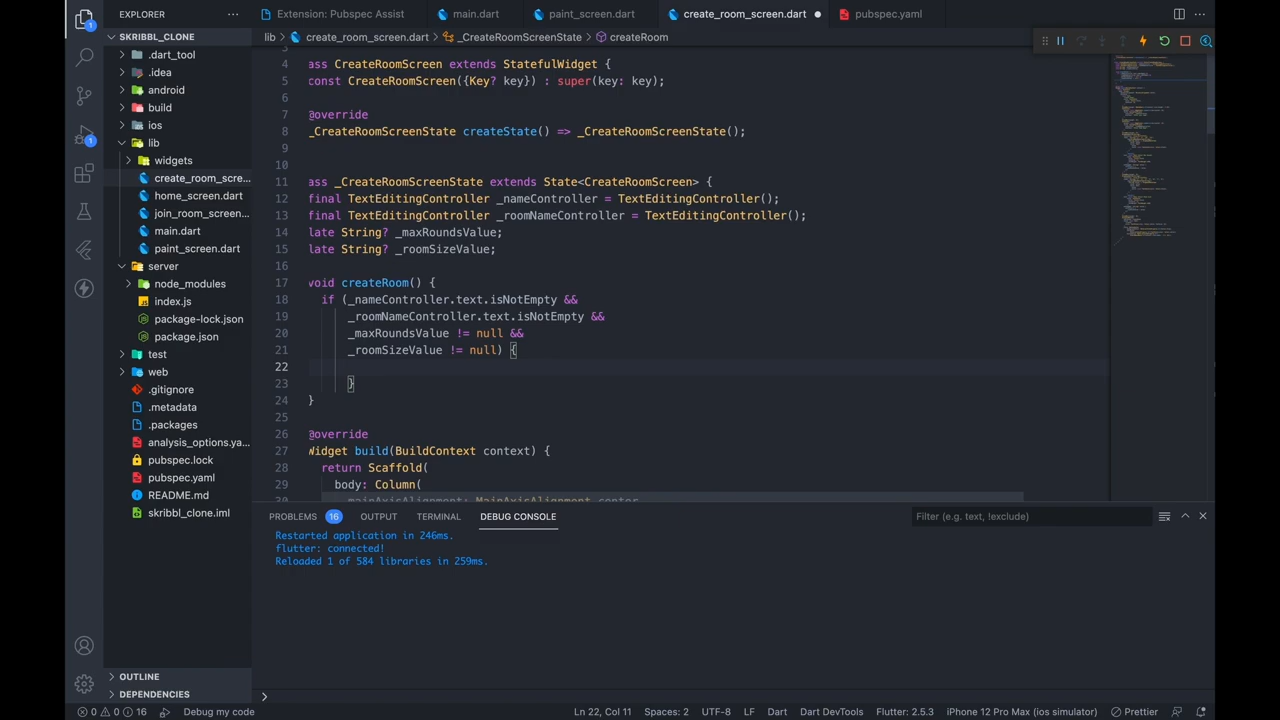 EXPLORER
Extension: Pubspec Assist
main.dart
paint_screen.dart
create_room_screen.dart
pubspec.yaml
SKRIBBL_CLONE
lib > create_room_screen.dart > _CreateRoomScreenState > createRoom
.dart_tool
.idea
android
build
ios
lib
widgets
create_room_scre...
home_screen.dart
join_room_screen...
main.dart
paint_screen.dart
server
node_modules
index.js
package-lock.json
package.json
test
web
.gitignore
.metadata
.packages
analysis_options.ya...
pubspec.lock
pubspec.yaml
README.md
skribbl_clone.iml
OUTLINE
DEPENDENCIES
3
4 ass CreateRoomScreen extends StatefulWidget {
5 const CreateRoomScreen({Key? key}) : super(key: key);
6
7 @override
8 _CreateRoomScreenState createState() => _CreateRoomScreenState();
9
10
11 ass _CreateRoomScreenState extends State<CreateRoomScreen> {
12 final TextEditingController _nameController = TextEditingController();
13 final TextEditingController _roomNameController = TextEditingController();
14 late String? _maxRoundsValue;
15 late String? _roomSizeValue;
16
17 void createRoom() {
18 if (_nameController.text.isNotEmpty &&
19 _roomNameController.text.isNotEmpty &&
20 _maxRoundsValue != null &&
21 _roomSizeValue != null) {
22
23 }
24 }
25
26 @override
27 Widget build(BuildContext context) {
28 return Scaffold(
29 body: Column(
30 mainAxisAlignment: MainAxisAlignment.center
PROBLEMS 16 OUTPUT TERMINAL DEBUG CONSOLE
Filter (e.g. text, !exclude)
Restarted application in 246ms.
flutter: connected!
Reloaded 1 of 584 libraries in 259ms.
1
1
0 0 16 Debug my code
Ln 22, Col 11 Spaces: 2 UTF-8 LF Dart Dart DevTools Flutter: 2.5.3 iPhone 12 Pro Max (ios simulator) Prettier